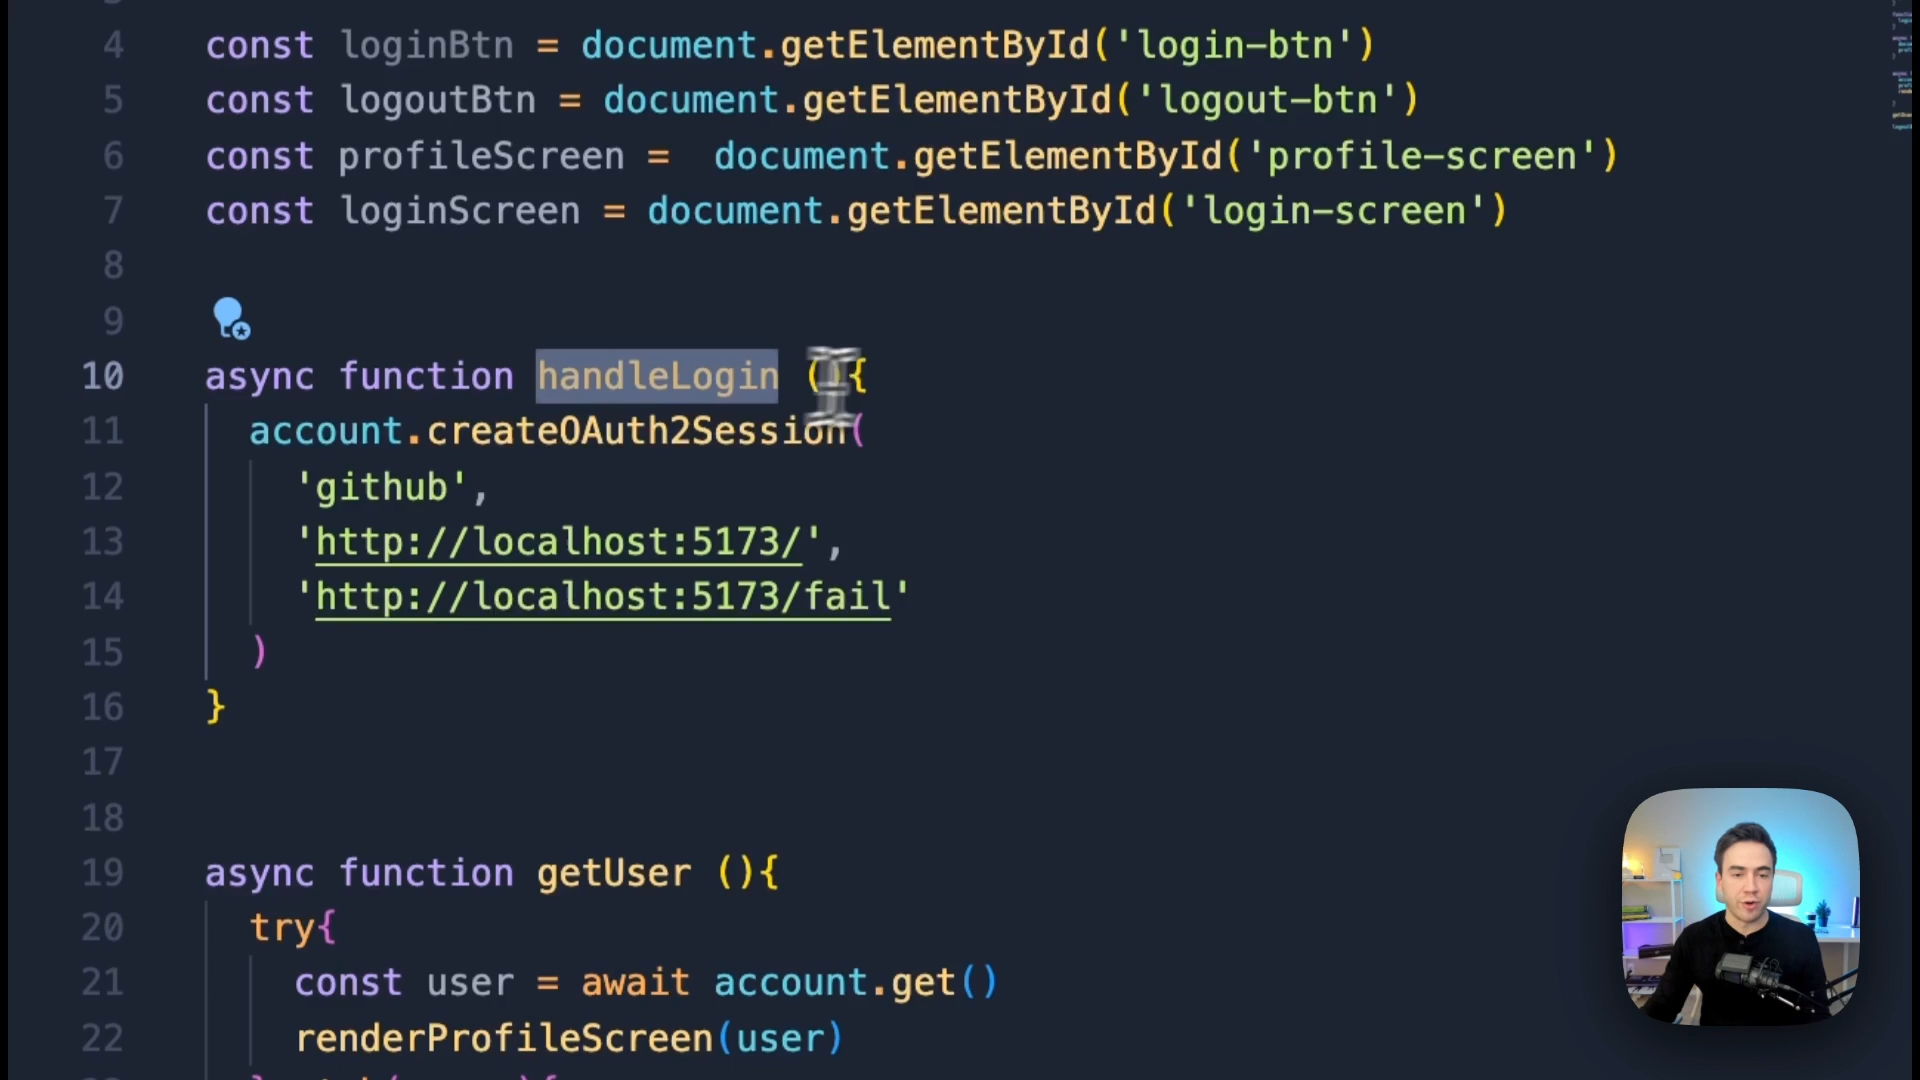 4 const loginBtn = document.getElementById('login-btn')
5 const logoutBtn = document.getElementById('logout-btn')
6 const profileScreen =  document.getElementById('profile-screen')
7 const loginScreen = document.getElementById('login-screen')
8
9
10 async function handleLogin (){
11 account.createOAuth2Session(
12 'github',
13 'http://localhost:5173/',
14 'http://localhost:5173/fail'
15 )
16 }
17
18
19 async function getUser (){
20 try{
21 const user = await account.get()
22 renderProfileScreen(user)